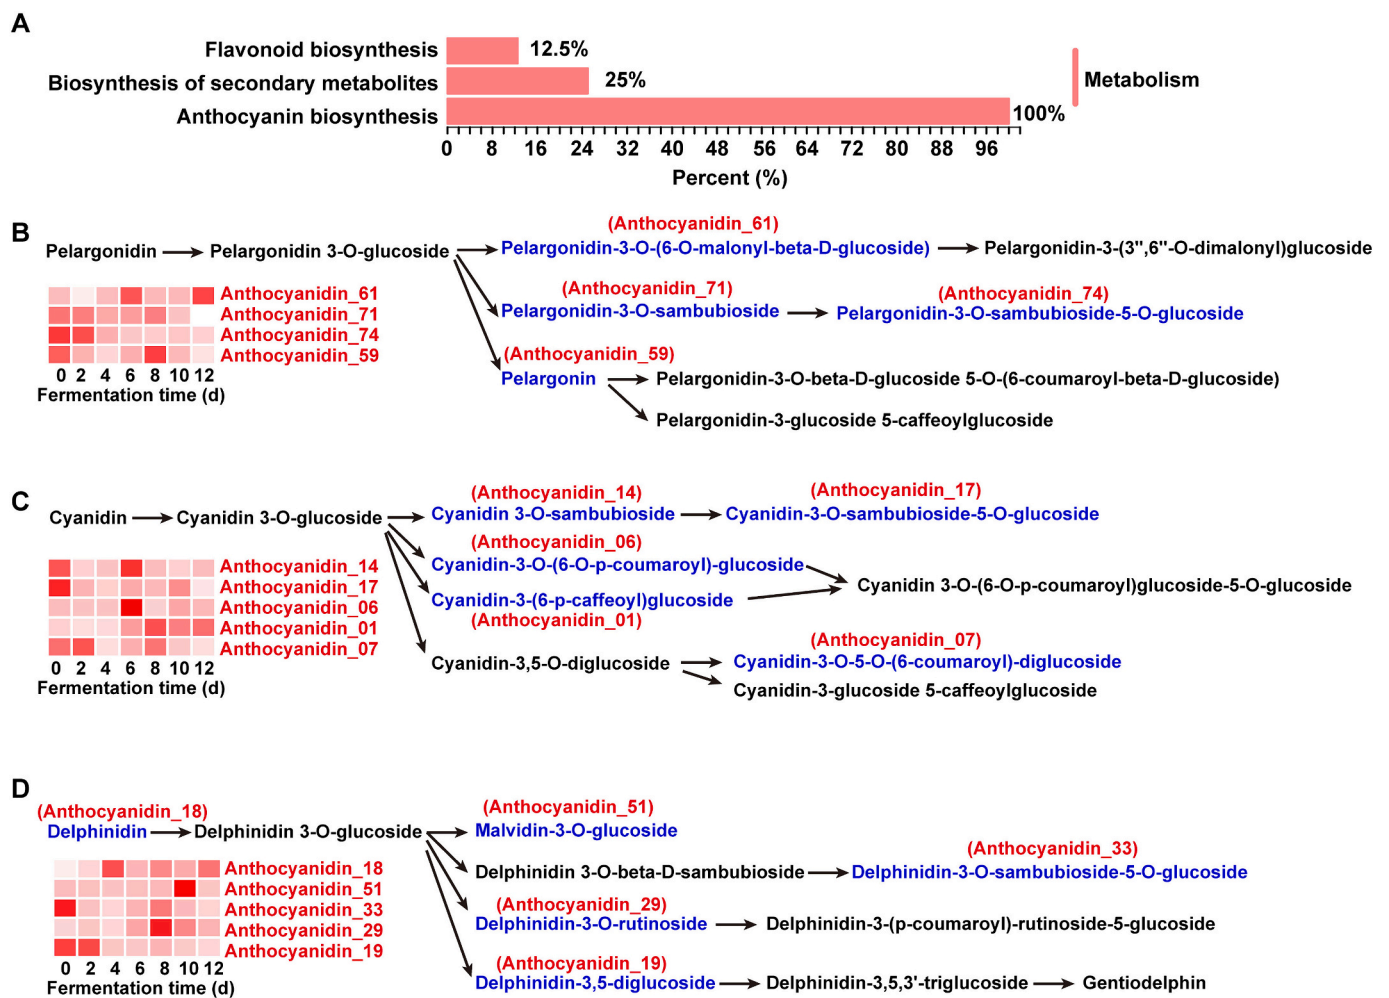 A
Flavonoid biosynthesis 12.5%
Biosynthesis of secondary metabolites 25%
Anthocyanin biosynthesis 100%
Metabolism
0 8 16 24 32 40 48 56 64 72 80 88 96
Percent (%)
B
(Anthocyanidin_61)
Pelargonidin Pelargonidin 3-O-glucoside Pelargonidin-3-O-(6-O-malonyl-beta-D-glucoside) Pelargonidin-3-(3",6"-O-dimalonyl)glucoside
(Anthocyanidin_71) (Anthocyanidin_74)
Pelargonidin-3-O-sambubioside Pelargonidin-3-O-sambubioside-5-O-glucoside
(Anthocyanidin_59)
Pelargonin Pelargonidin-3-O-beta-D-glucoside 5-O-(6-coumaroyl-beta-D-glucoside)
Pelargonidin-3-glucoside 5-caffeoylglucoside
Anthocyanidin_61
Anthocyanidin_71
Anthocyanidin_74
Anthocyanidin_59
0 2 4 6 8 10 12
Fermentation time (d)
C
(Anthocyanidin_14) (Anthocyanidin_17)
Cyanidin Cyanidin 3-O-glucoside Cyanidin 3-O-sambubioside Cyanidin-3-O-sambubioside-5-O-glucoside
(Anthocyanidin_06)
Cyanidin-3-O-(6-O-p-coumaroyl)-glucoside
Cyanidin 3-O-(6-O-p-coumaroyl)glucoside-5-O-glucoside
Cyanidin-3-(6-p-caffeoyl)glucoside
(Anthocyanidin_01)
(Anthocyanidin_07)
Cyanidin-3,5-O-diglucoside Cyanidin-3-O-5-O-(6-coumaroyl)-diglucoside
Cyanidin-3-glucoside 5-caffeoylglucoside
Anthocyanidin_14
Anthocyanidin_17
Anthocyanidin_06
Anthocyanidin_01
Anthocyanidin_07
0 2 4 6 8 10 12
Fermentation time (d)
D
(Anthocyanidin_18) (Anthocyanidin_51)
Delphinidin Delphinidin 3-O-glucoside Malvidin-3-O-glucoside
(Anthocyanidin_33)
Delphinidin 3-O-beta-D-sambubioside Delphinidin-3-O-sambubioside-5-O-glucoside
(Anthocyanidin_29)
Delphinidin-3-O-rutinoside Delphinidin-3-(p-coumaroyl)-rutinoside-5-glucoside
(Anthocyanidin_19)
Delphinidin-3,5-diglucoside Delphinidin-3,5,3'-triglucoside Gentiodelphin
Anthocyanidin_18
Anthocyanidin_51
Anthocyanidin_33
Anthocyanidin_29
Anthocyanidin_19
0 2 4 6 8 10 12
Fermentation time (d)